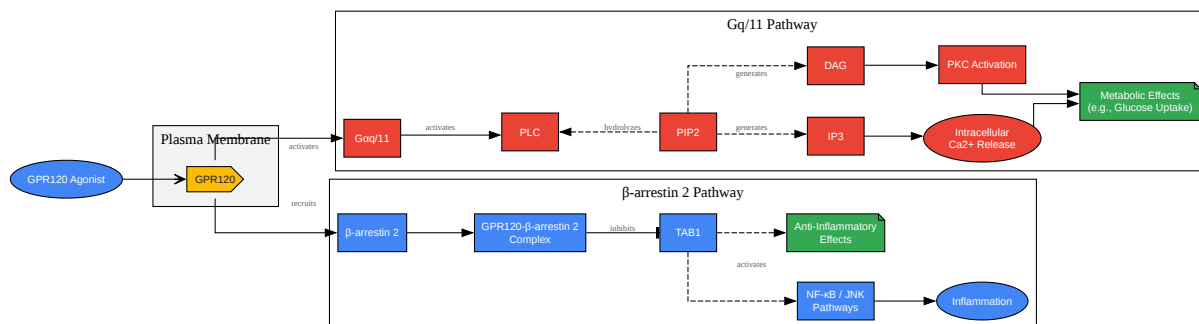 Gq/11 Pathway
DAG
PKC Activation
generates
Metabolic Effects
(e.g., Glucose Uptake)
Plasma Membrane
activates
Gαq/11
activates
PLC
hydrolyzes
PIP2
generates
IP3
Intracellular
Ca2+ Release
GPR120 Agonist
GPR120
β-arrestin 2 Pathway
recruits
β-arrestin 2
GPR120-β-arrestin 2
Complex
inhibits
TAB1
Anti-Inflammatory
Effects
activates
NF-κB / JNK
Pathways
Inflammation